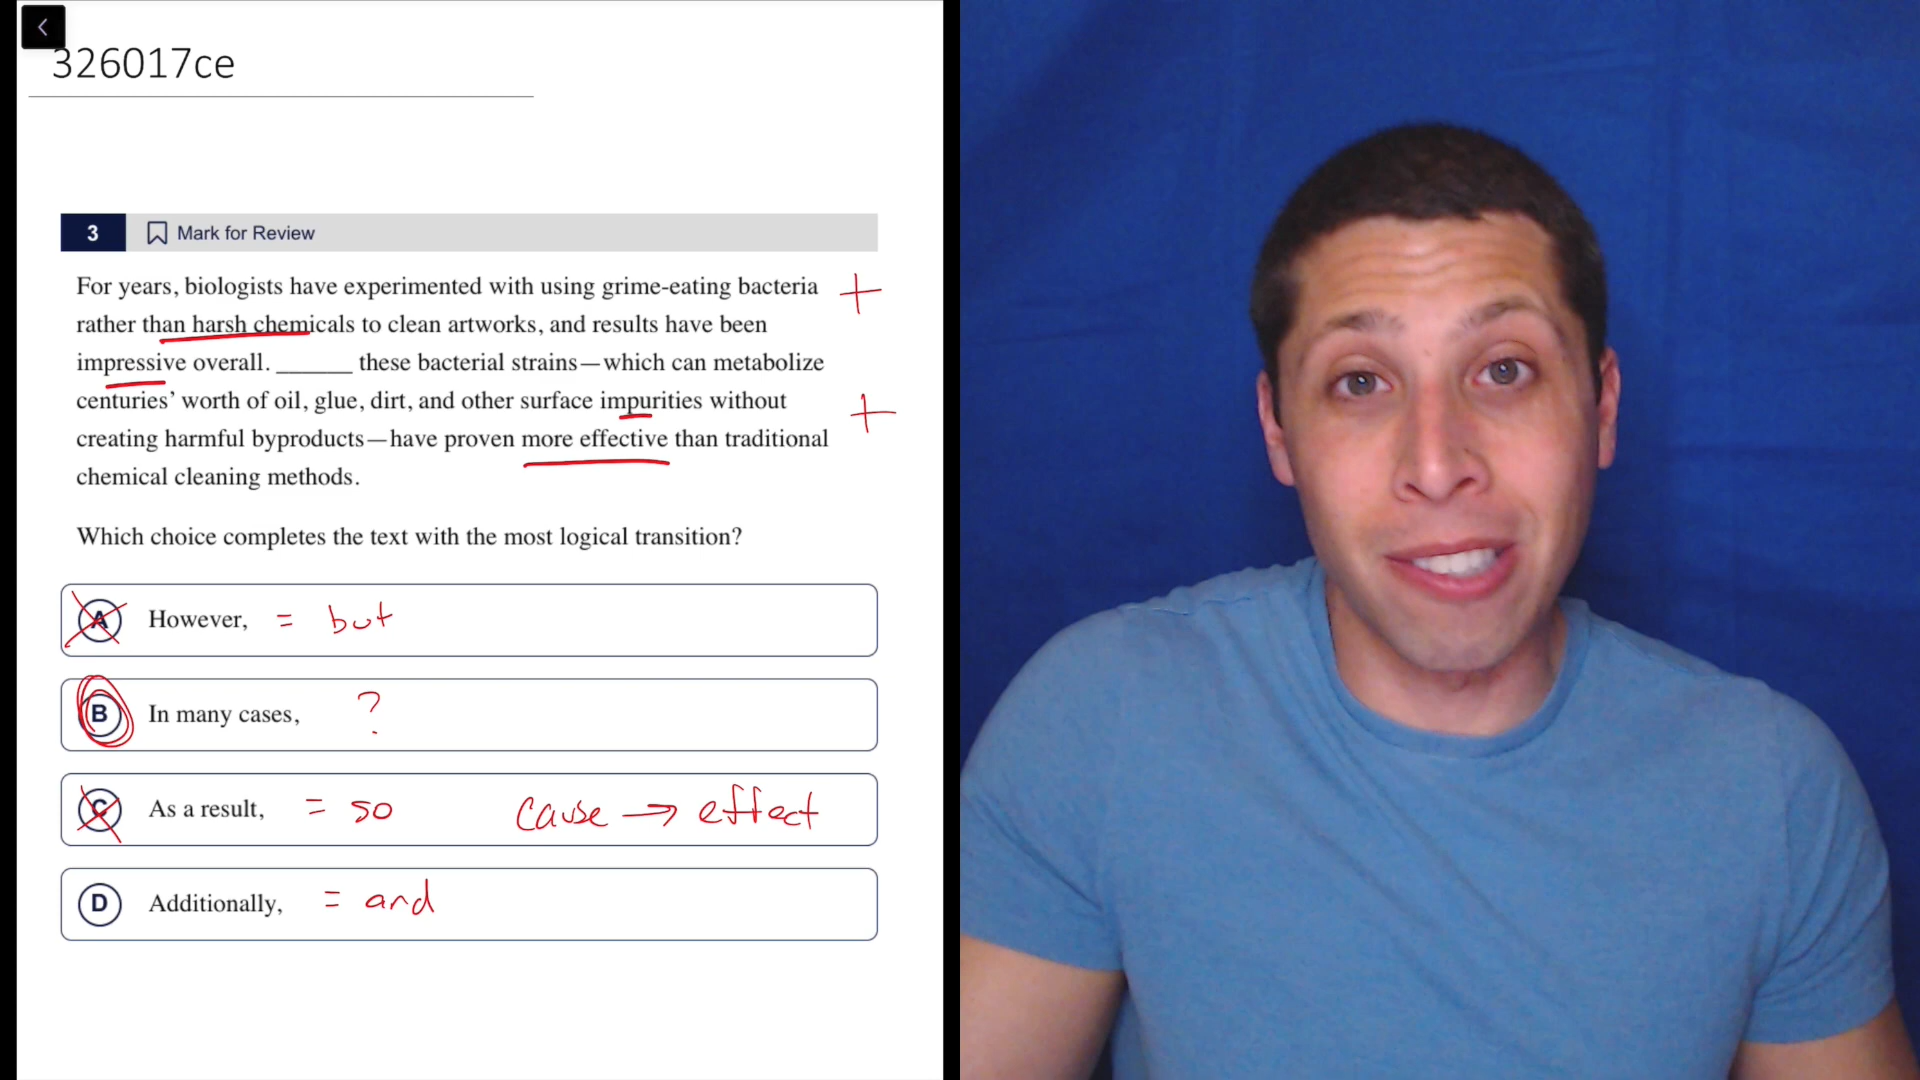 326017ce
3 Mark for Review
For years, biologists have experimented with using grime-eating bacteria +
rather than harsh chemicals to clean artworks, and results have been
impressive overall. ______ these bacterial strains—which can metabolize
centuries’ worth of oil, glue, dirt, and other surface impurities without +
creating harmful byproducts—have proven more effective than traditional
chemical cleaning methods.
Which choice completes the text with the most logical transition?
A However, = but
B In many cases, ?
C As a result, = so cause → effect
D Additionally, = and